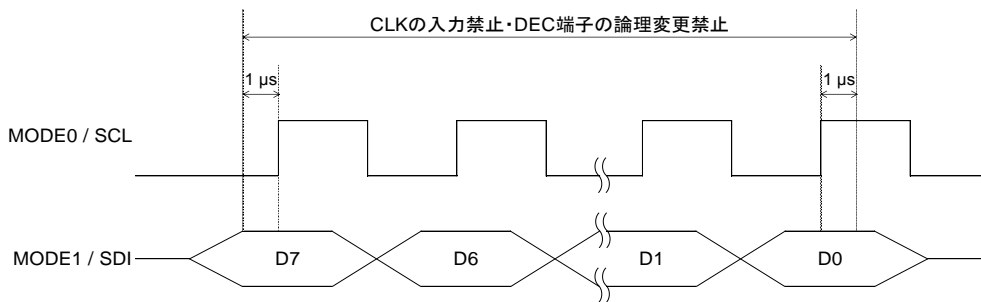 CLKの入力禁止・DEC端子の論理変更禁止
1 µs
1 µs
MODE0 / SCL
MODE1 / SDI
D7
D6
D1
D0